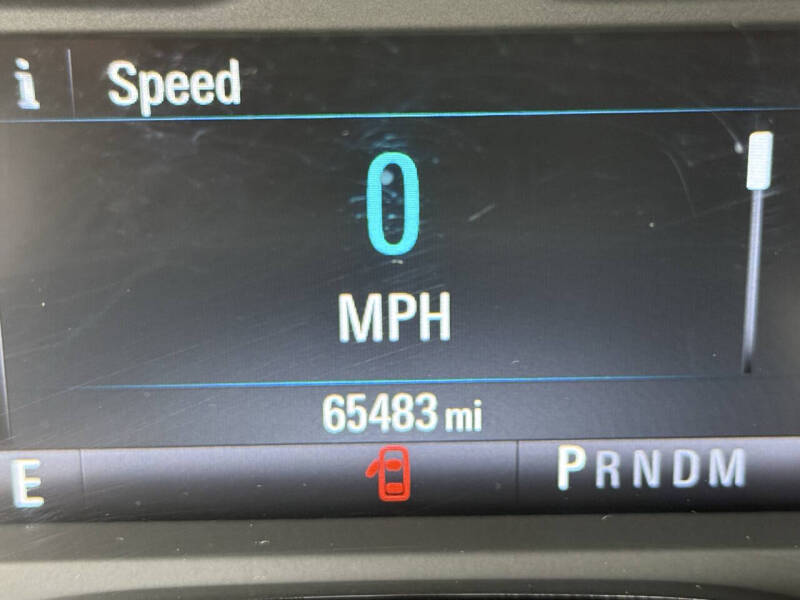 i Speed
0
MPH
65483 mi
E PRNDM